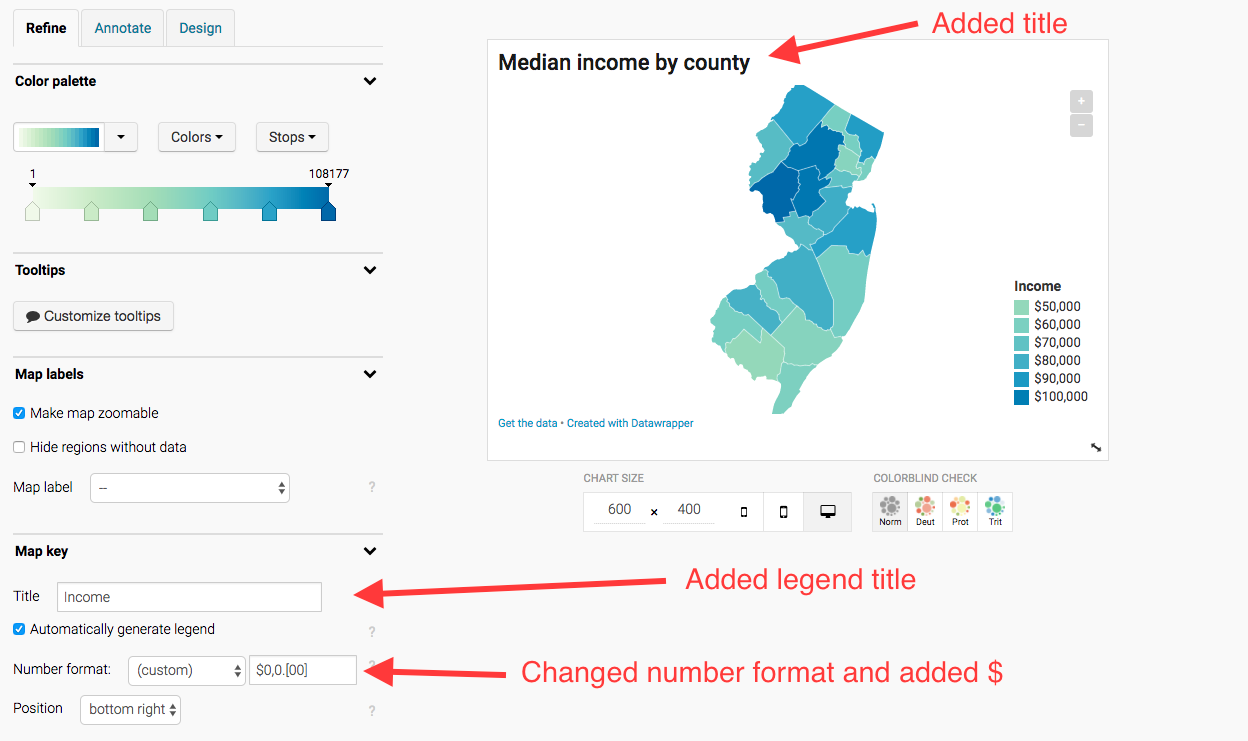 Refine
Annotate
Design
Color palette
Colors
Stops
1
108177
Tooltips
Customize tooltips
Map labels
Make map zoomable
Hide regions without data
Map label
--
?
Map key
Title
Income
Automatically generate legend
?
Number format:
(custom)
$0,0.[00]
?
Position
bottom right
?
Added title
Median income by county
+
−
Income
$50,000
$60,000
$70,000
$80,000
$90,000
$100,000
Get the data • Created with Datawrapper
CHART SIZE
600 × 400
COLORBLIND CHECK
Norm
Deut
Prot
Trit
Added legend title
Changed number format and added $